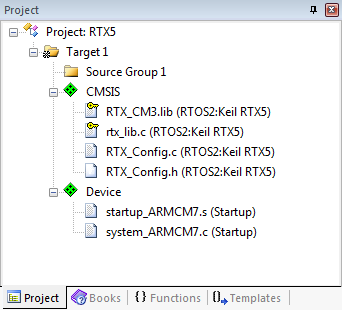 Project
Project: RTX5
Target 1
Source Group 1
CMSIS
RTX_CM3.lib (RTOS2:Keil RTX5)
rtx_lib.c (RTOS2:Keil RTX5)
RTX_Config.c (RTOS2:Keil RTX5)
RTX_Config.h (RTOS2:Keil RTX5)
Device
startup_ARMCM7.s (Startup)
system_ARMCM7.c (Startup)
Project Books {} Functions 0 Templates